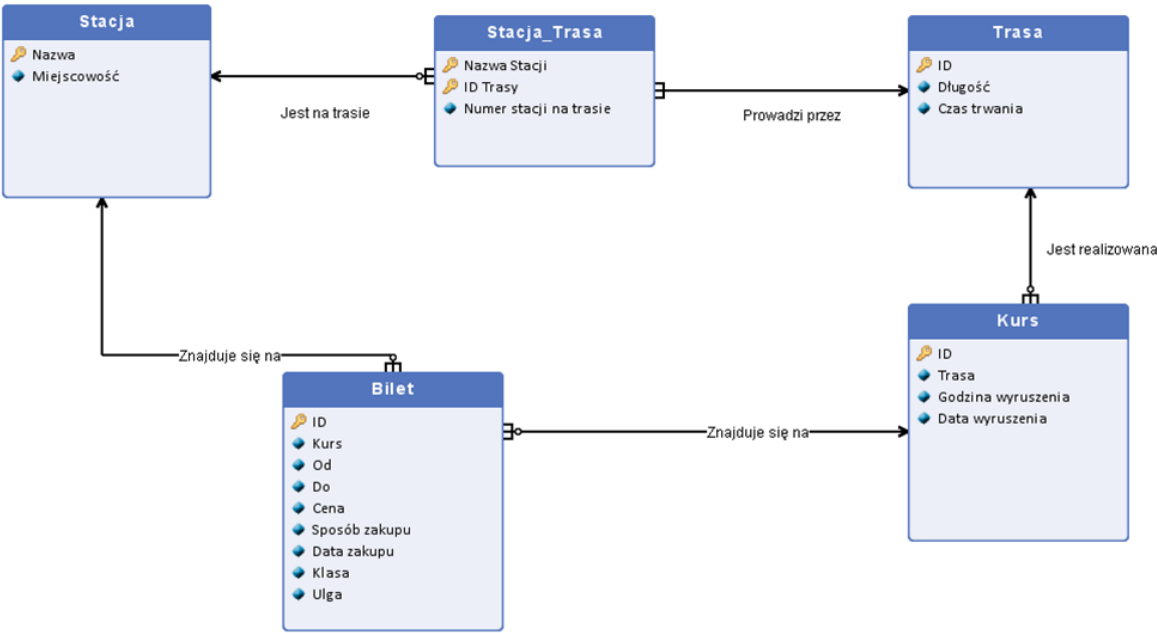 Stacja
Nazwa
Miejscowość
Stacja_Trasa
Nazwa Stacji
ID Trasy
Numer stacji na trasie
Trasa
ID
Długość
Czas trwania
Jest na trasie
Prowadzi przez
Jest realizowana
Kurs
ID
Trasa
Godzina wyruszenia
Data wyruszenia
Znajduje się na
Bilet
ID
Kurs
Od
Do
Cena
Sposób zakupu
Data zakupu
Klasa
Ulga
Znajduje się na